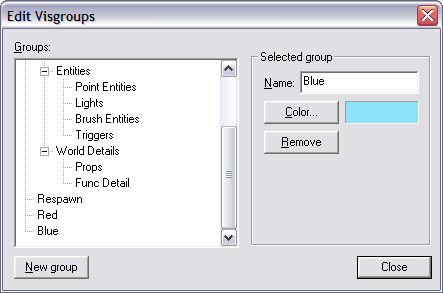 Edit Visgroups
Groups:
Entities
Point Entities
Lights
Brush Entities
Triggers
World Details
Props
Func Detail
Respawn
Red
Blue
New group
Selected group
Name: Blue
Color...
Remove
Close